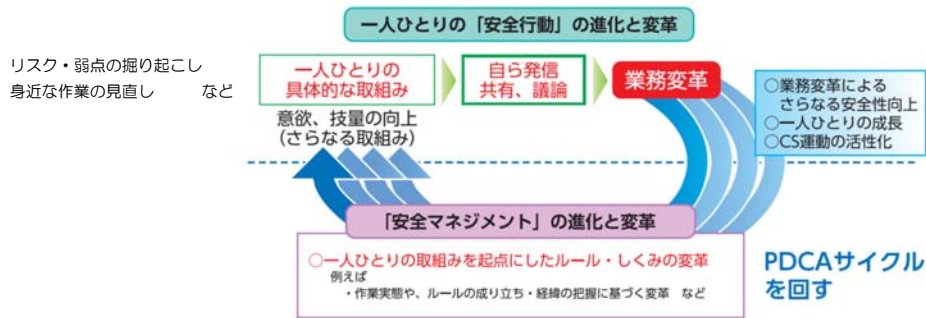 一人ひとりの「安全行動」の進化と変革
リスク・弱点の掘り起こし
身近な作業の見直し　　　など
一人ひとりの
具体的な取組み
自ら発信
共有、議論
業務変革
意欲、技量の向上
(さらなる取組み)
○業務変革による
さらなる安全性向上
○一人ひとりの成長
○CS運動の活性化
「安全マネジメント」の進化と変革
○一人ひとりの取組みを起点にしたルール・しくみの変革
例えば
・作業実態や、ルールの成り立ち・経緯の把握に基づく変革　など
PDCAサイクル
を回す